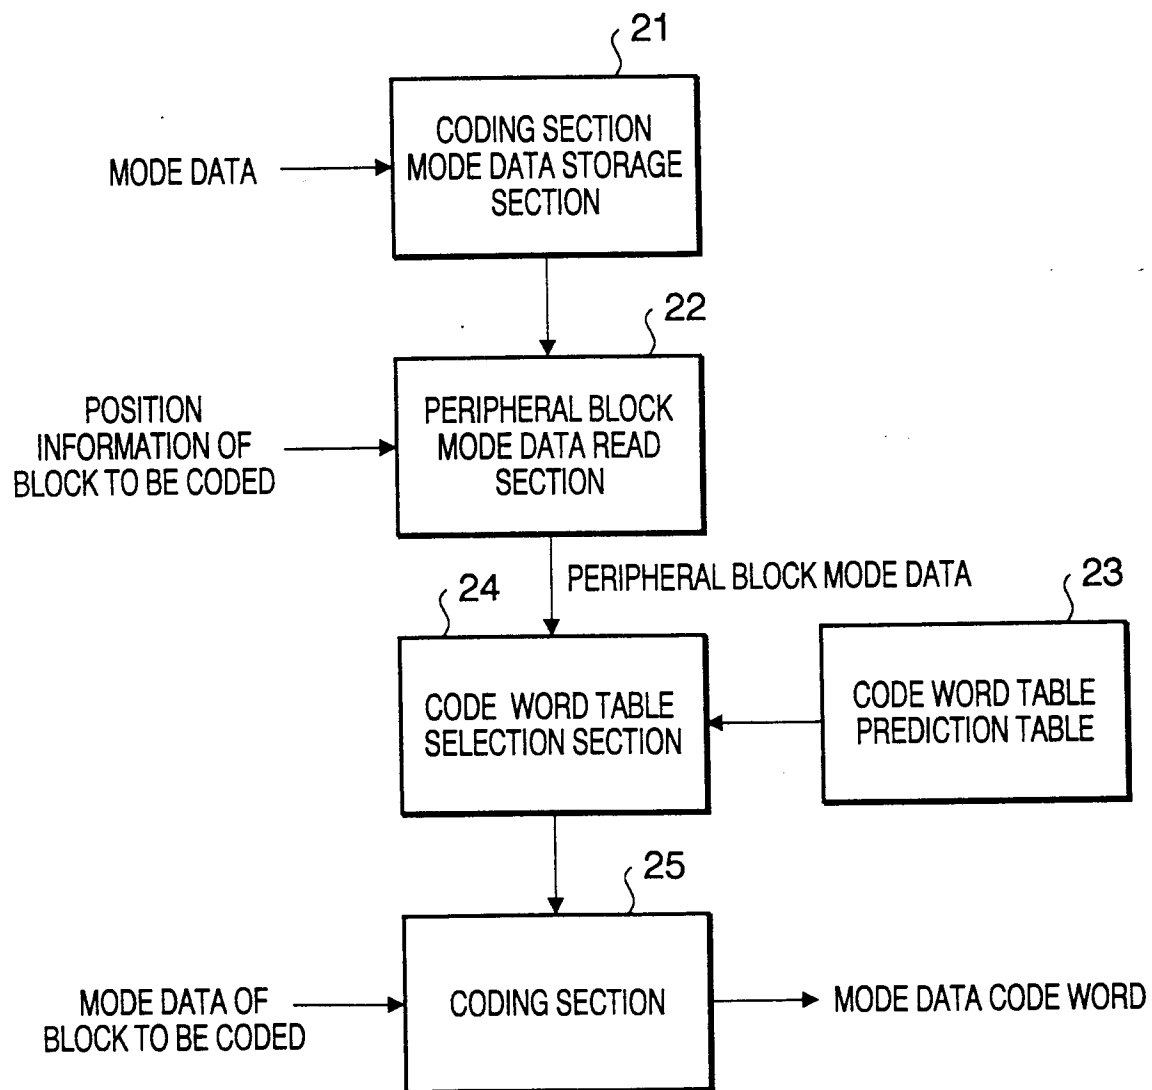 21
CODING SECTION
MODE DATA STORAGE
SECTION
MODE DATA
22
PERIPHERAL BLOCK
MODE DATA READ
SECTION
POSITION
INFORMATION OF
BLOCK TO BE CODED
PERIPHERAL BLOCK MODE DATA
24
23
CODE WORD TABLE
SELECTION SECTION
CODE WORD TABLE
PREDICTION TABLE
25
MODE DATA OF
BLOCK TO BE CODED
CODING SECTION
MODE DATA CODE WORD